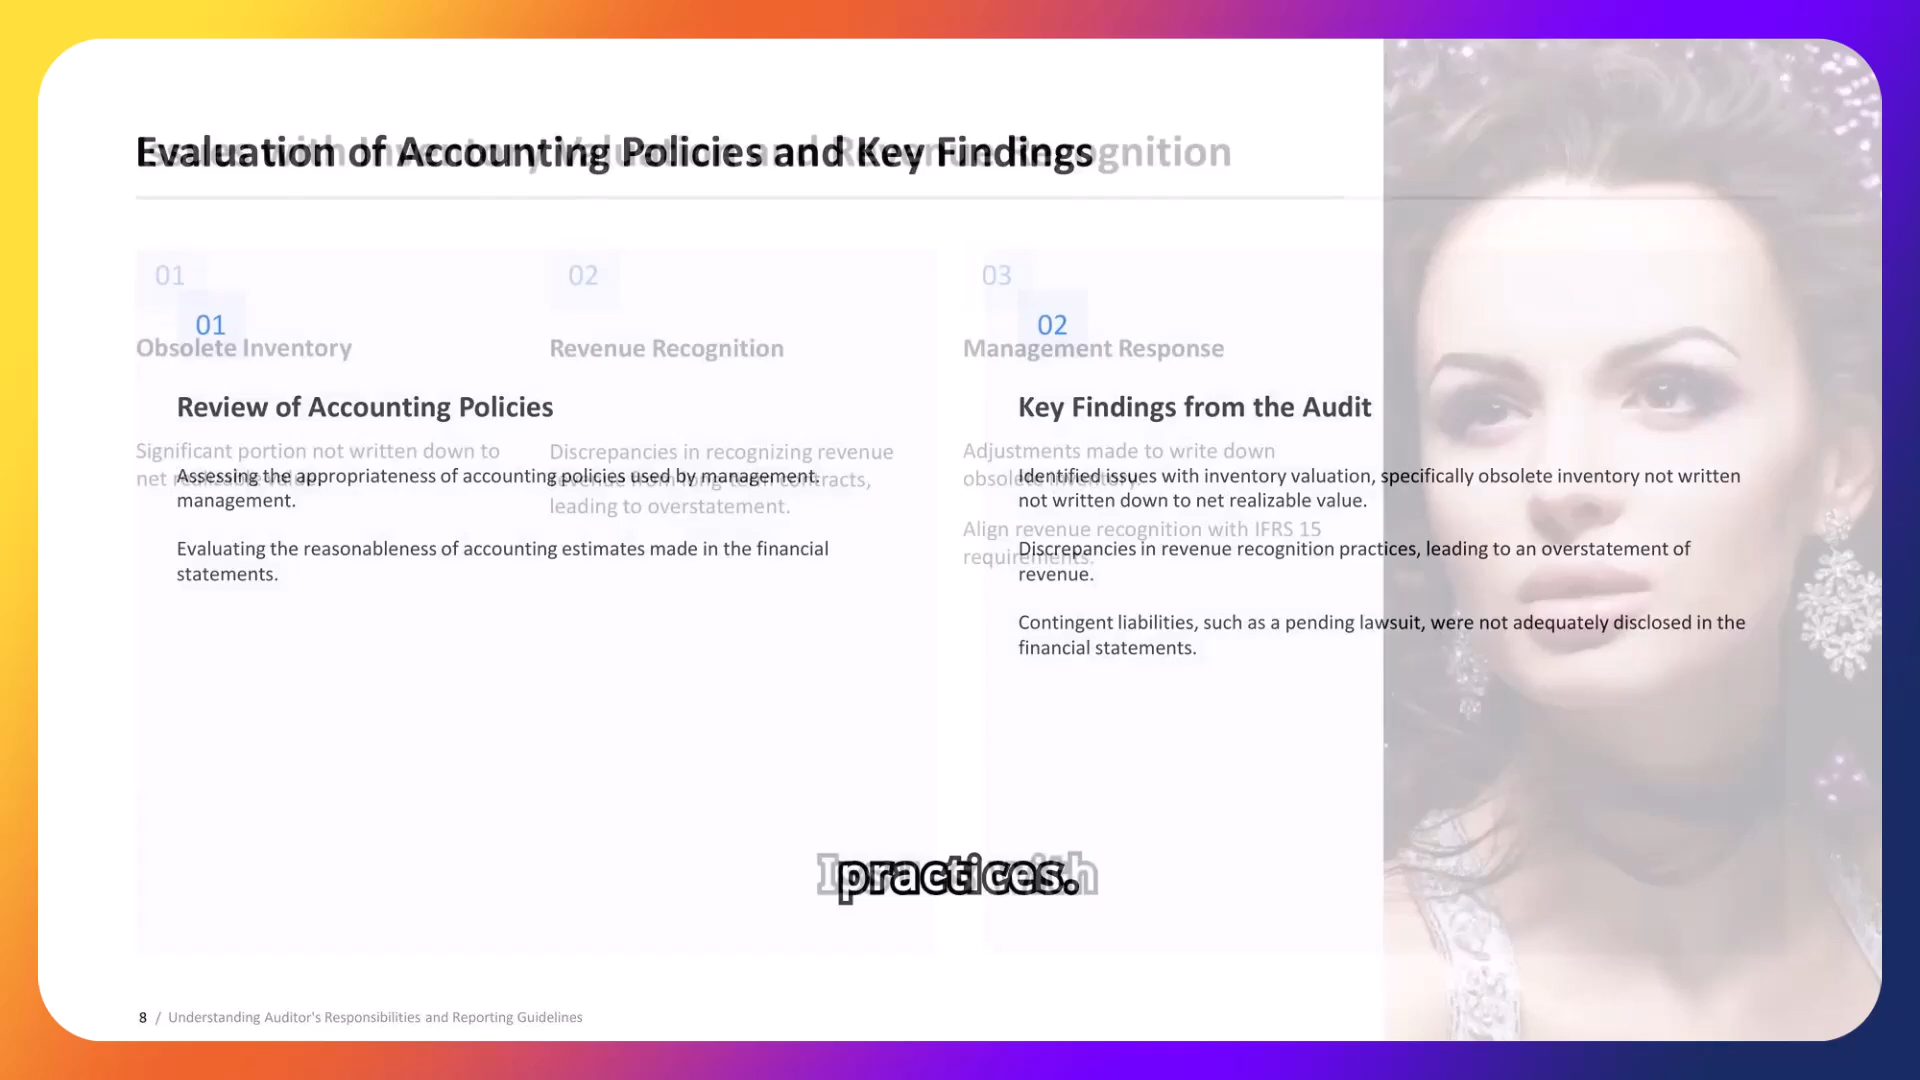 Evaluation of Accounting Policies and Key Findings
gnition
01
02
03
01
02
Obsolete Inventory
Revenue Recognition
Management Response
Review of Accounting Policies
Key Findings from the Audit
Significant portion not written down to
net
Discrepancies in recognizing revenue
leading to overstatement.
Adjustments made to write down
Align revenue recognition with IFRS 15
requirements.
Assessing the appropriateness of accounting policies used by management.
management.
Evaluating the reasonableness of accounting estimates made in the financial
statements.
Identified issues with inventory valuation, specifically obsolete inventory not written
not written down to net realizable value.
Discrepancies in revenue recognition practices, leading to an overstatement of
revenue.
Contingent liabilities, such as a pending lawsuit, were not adequately disclosed in the
financial statements.
practices.
8 / Understanding Auditor's Responsibilities and Reporting Guidelines